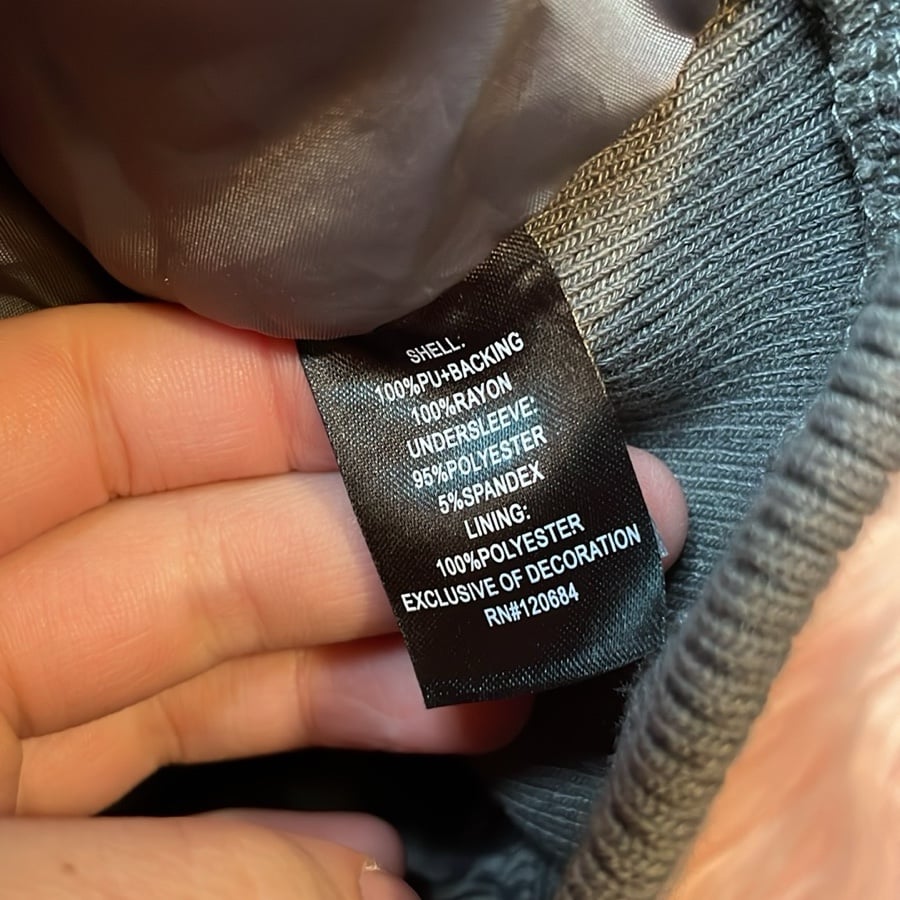 SHELL:
100%PU+BACKING
100%RAYON
UNDERSLEEVE:
95%POLYESTER
5%SPANDEX
LINING:
100%POLYESTER
EXCLUSIVE OF DECORATION
RN#120684